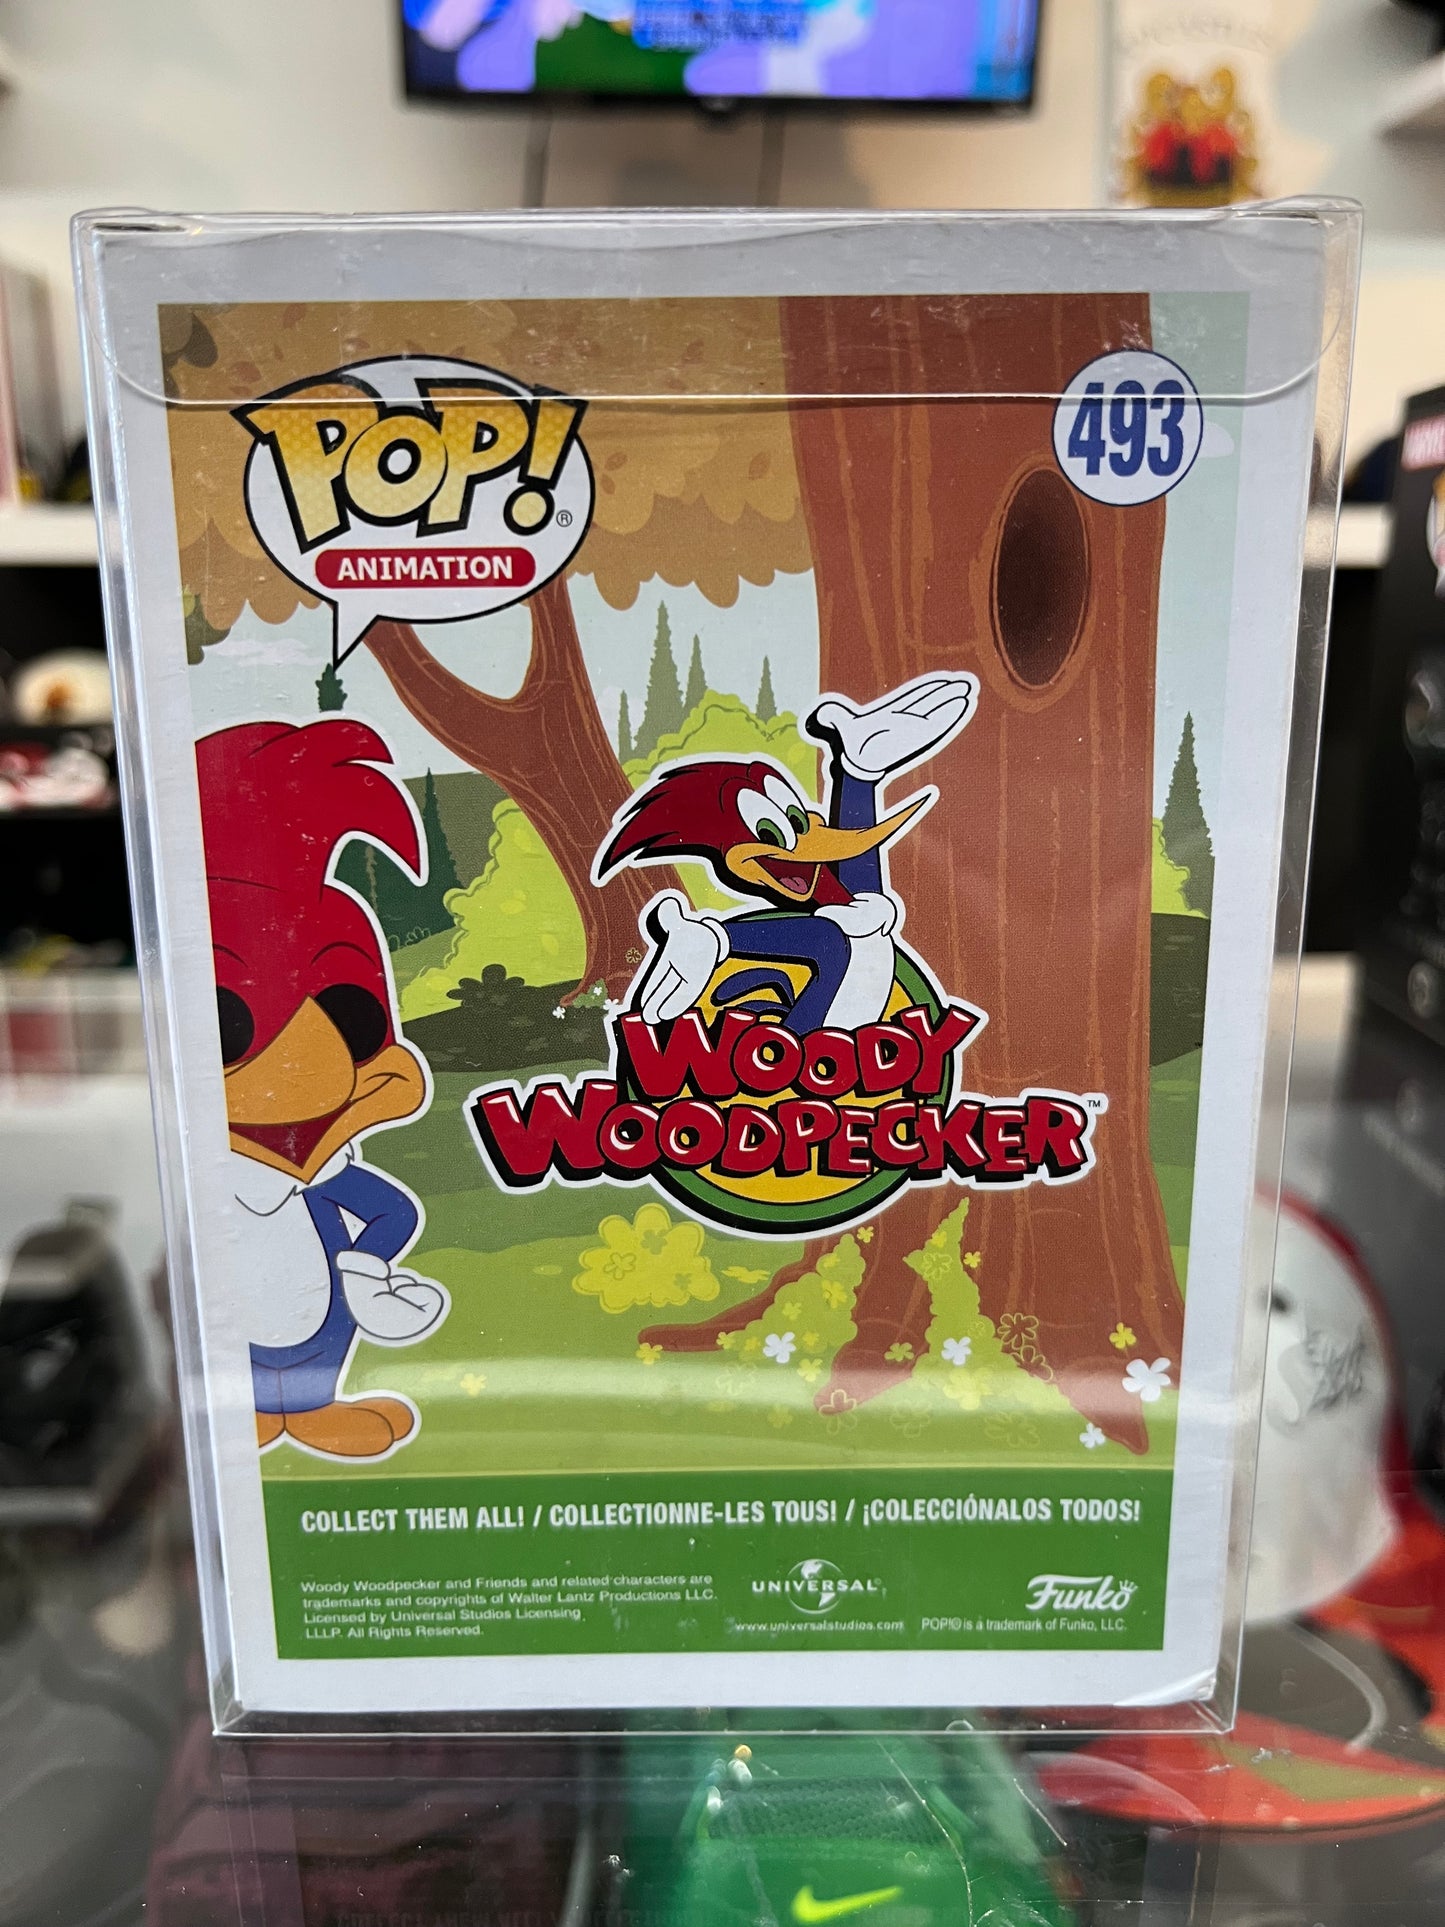 POP!®
ANIMATION
493
WOODY
WOODPECKER™
COLLECT THEM ALL! / COLLECTIONNE-LES TOUS! / ¡COLECCIÓNALOS TODOS!
Woody Woodpecker and Friends and related characters are
trademarks and copyrights of Walter Lantz Productions LLC.
Licensed by Universal Studios Licensing
LLLP. All Rights Reserved.
UNIVERSAL
www.universalstudios.com
Funko
POP!® is a trademark of Funko, LLC.